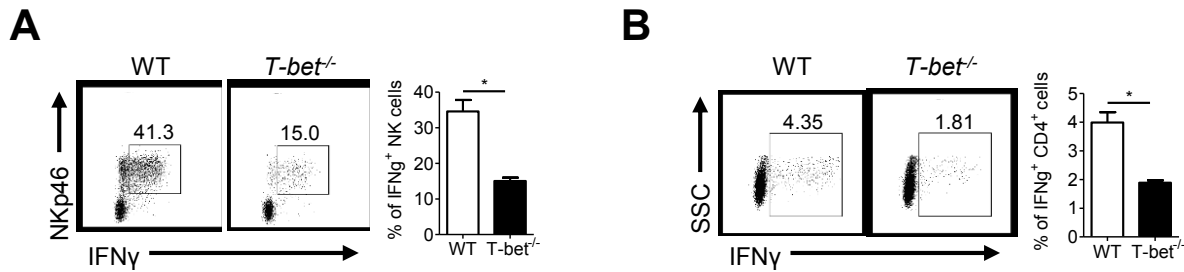 A
WT
T-bet-/-
NKp46
41.3
15.0
IFNγ
% of IFNg+ NK cells
40
30
20
10
0
*
WT
T-bet-/-
B
WT
T-bet-/-
SSC
4.35
1.81
IFNγ
% of IFNg+ CD4+ cells
5
4
3
2
1
0
*
WT
T-bet-/-